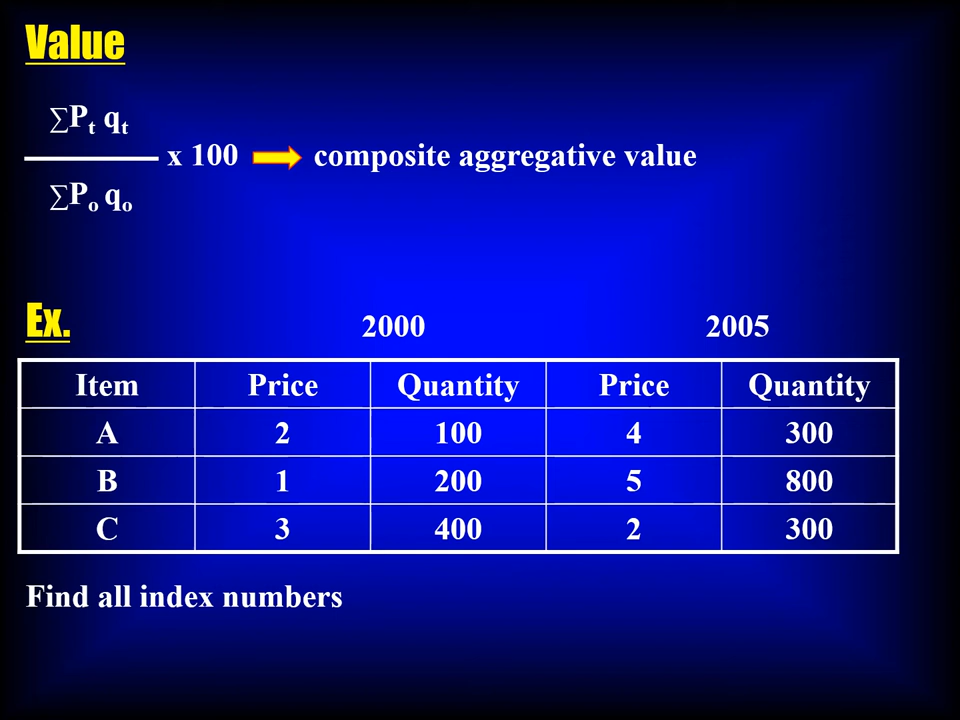 Value
∑Pt qt
x 100 composite aggregative value
∑Po qo
Ex. 2000 2005
Item Price Quantity Price Quantity
A 2 100 4 300
B 1 200 5 800
C 3 400 2 300
Find all index numbers